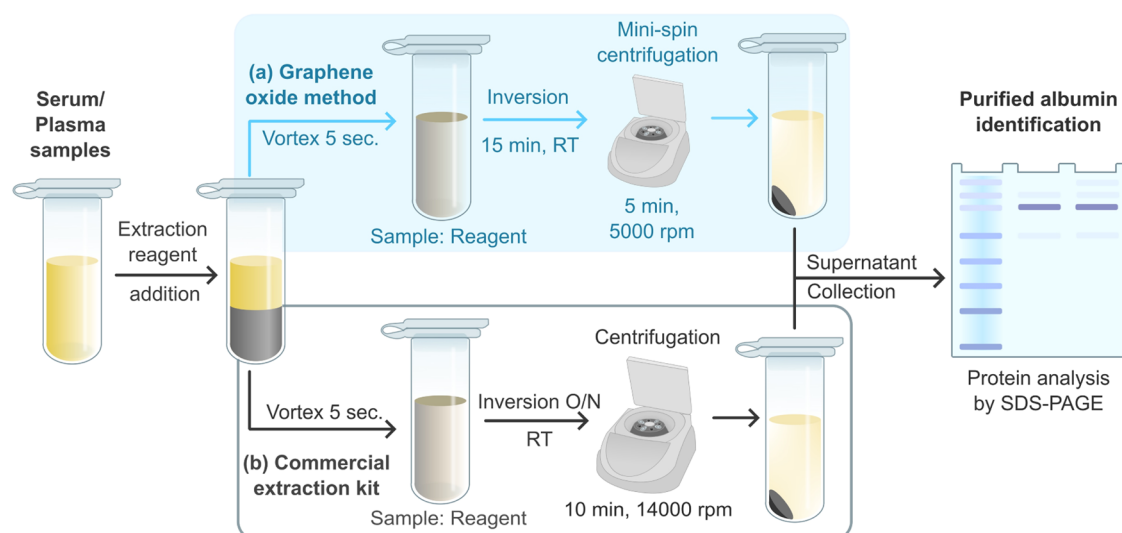 Serum/
Plasma
samples
Extraction
reagent
addition
(a) Graphene
oxide method
Vortex 5 sec.
Sample: Reagent
Inversion
15 min, RT
Mini-spin
centrifugation
5 min,
5000 rpm
Vortex 5 sec.
(b) Commercial
extraction kit
Sample: Reagent
Inversion O/N
RT
Centrifugation
10 min, 14000 rpm
Supernatant
Collection
Purified albumin
identification
Protein analysis
by SDS-PAGE